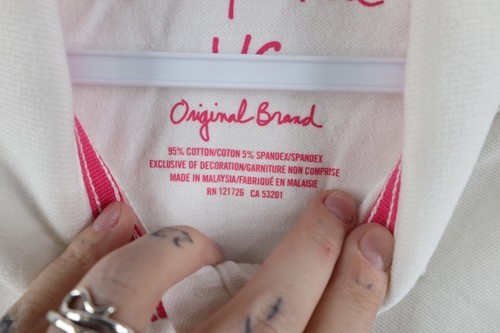 Original Brand
95% COTTON/COTON 5% SPANDEX/SPANDEX
EXCLUSIVE OF DECORATION/GARNITURE NON COMPRISE
MADE IN MALAYSIA/FABRIQUÉ EN MALAISIE
RN 121726 CA 53201